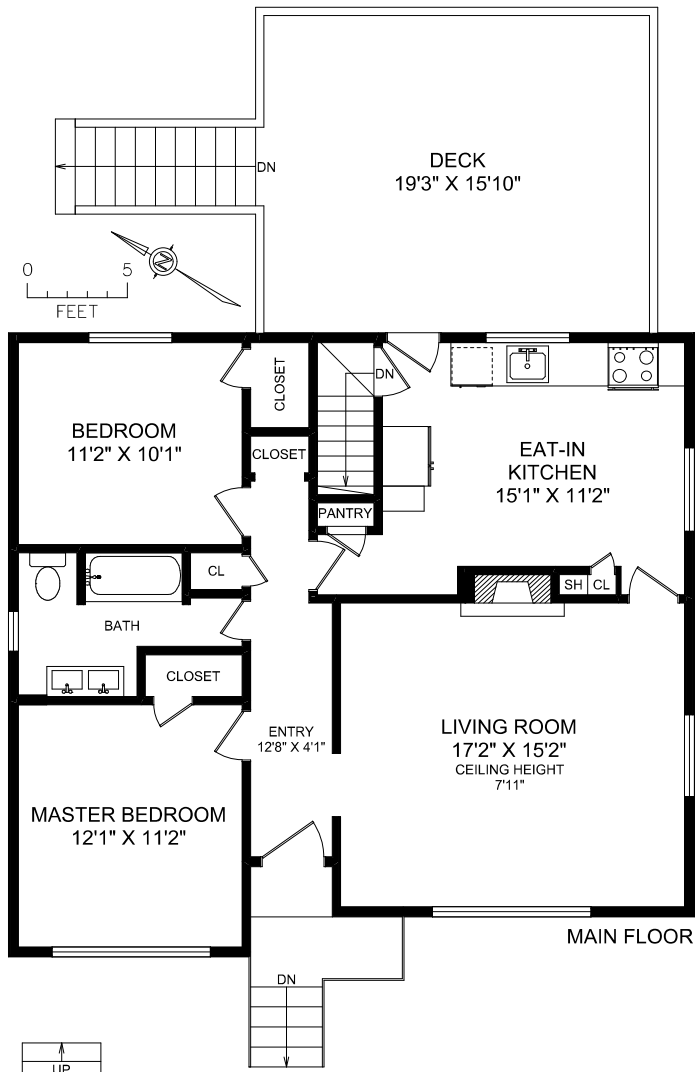 DECK
19'3" X 15'10"
DN
N
0 5
FEET
CLOSET
DN
BEDROOM
11'2" X 10'1"
CLOSET
EAT-IN
KITCHEN
15'1" X 11'2"
PANTRY
CL
SH CL
BATH
CLOSET
ENTRY
12'8" X 4'1"
LIVING ROOM
17'2" X 15'2"
CEILING HEIGHT
7'11"
MASTER BEDROOM
12'1" X 11'2"
MAIN FLOOR
DN
UP